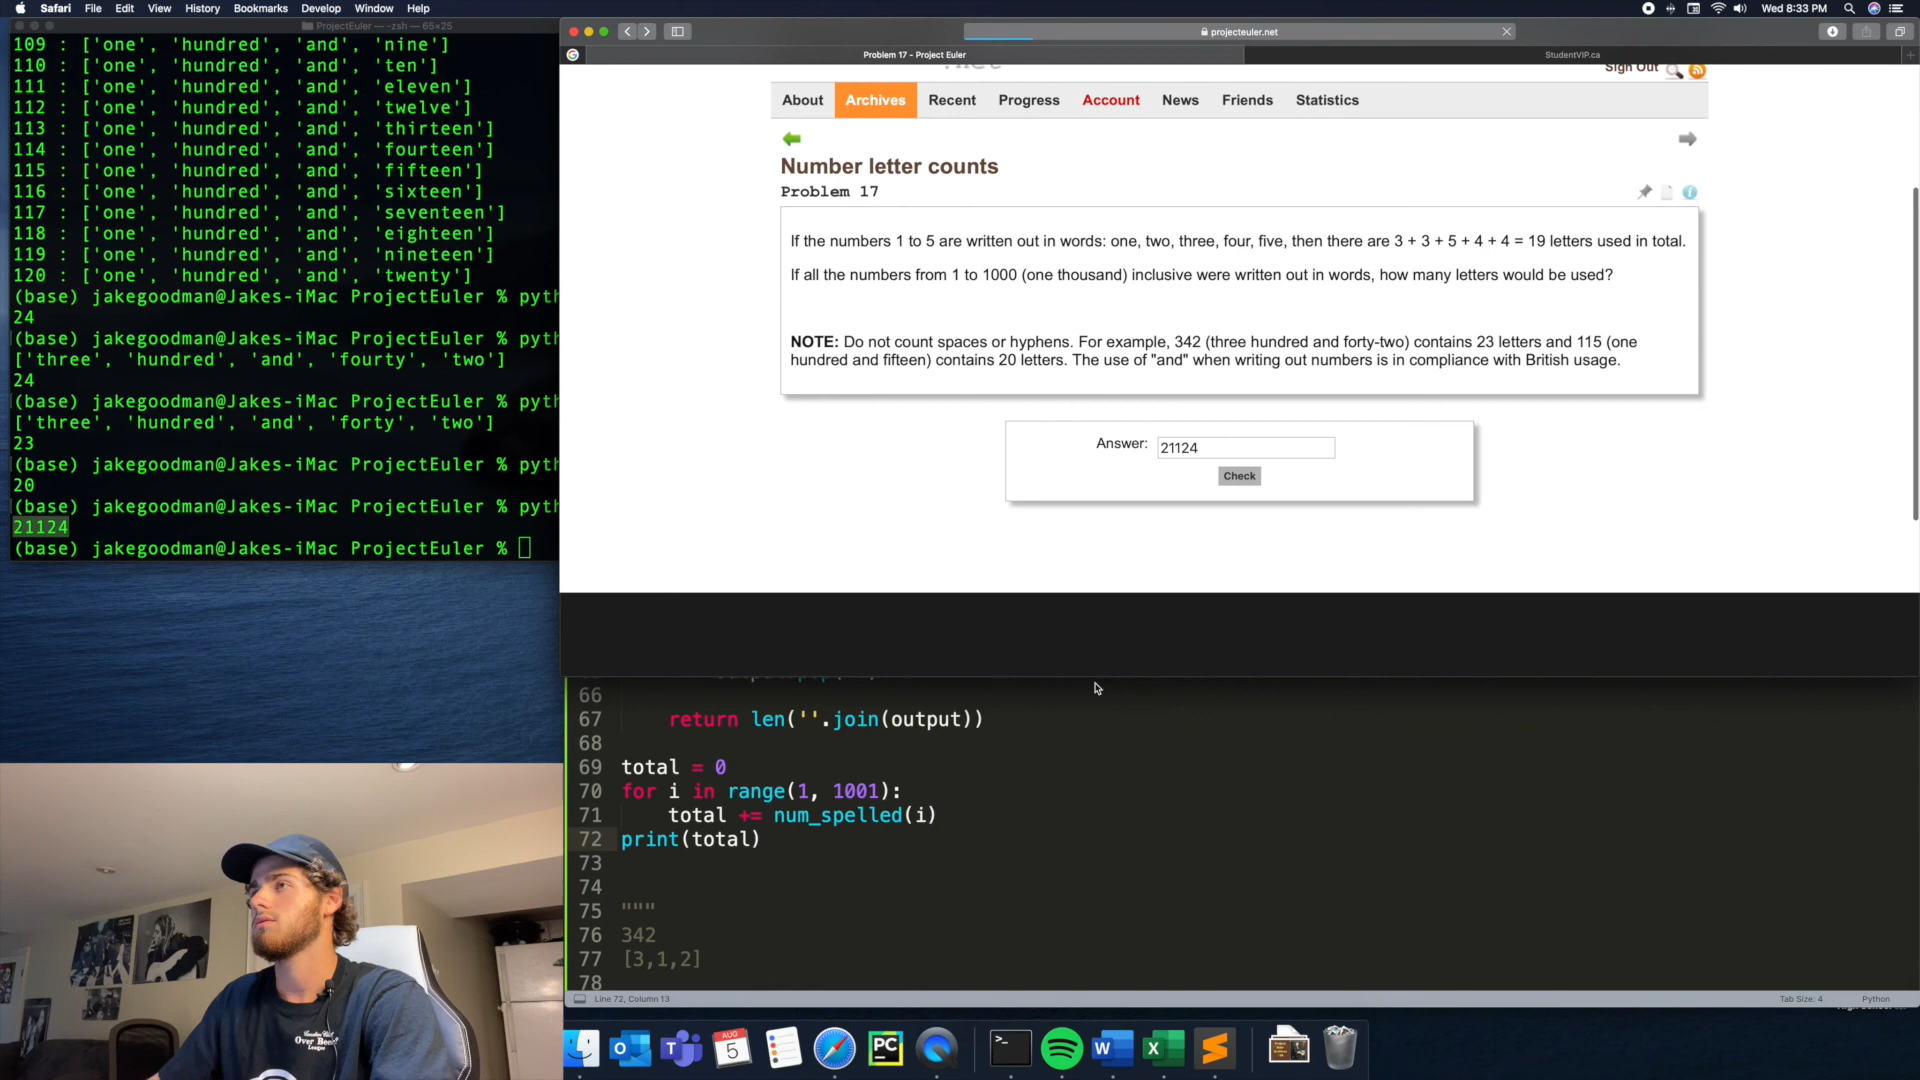 Safari File Edit View History Bookmarks Develop Window Help
Wed 8:33 PM
ProjectEuler — -zsh — 65×25
109 : ['one', 'hundred', 'and', 'nine']
110 : ['one', 'hundred', 'and', 'ten']
111 : ['one', 'hundred', 'and', 'eleven']
112 : ['one', 'hundred', 'and', 'twelve']
113 : ['one', 'hundred', 'and', 'thirteen']
114 : ['one', 'hundred', 'and', 'fourteen']
115 : ['one', 'hundred', 'and', 'fifteen']
116 : ['one', 'hundred', 'and', 'sixteen']
117 : ['one', 'hundred', 'and', 'seventeen']
118 : ['one', 'hundred', 'and', 'eighteen']
119 : ['one', 'hundred', 'and', 'nineteen']
120 : ['one', 'hundred', 'and', 'twenty']
(base) jakegoodman@Jakes-iMac ProjectEuler % pyth
24
(base) jakegoodman@Jakes-iMac ProjectEuler % pyth
['three', 'hundred', 'and', 'fourty', 'two']
24
(base) jakegoodman@Jakes-iMac ProjectEuler % pyth
['three', 'hundred', 'and', 'forty', 'two']
23
(base) jakegoodman@Jakes-iMac ProjectEuler % pyth
20
(base) jakegoodman@Jakes-iMac ProjectEuler % pyth
21124
(base) jakegoodman@Jakes-iMac ProjectEuler %
projecteuler.net
Problem 17 - Project Euler
StudentVIP.ca
Sign Out
About Archives Recent Progress Account News Friends Statistics
Number letter counts
Problem 17
If the numbers 1 to 5 are written out in words: one, two, three, four, five, then there are 3 + 3 + 5 + 4 + 4 = 19 letters used in total.
If all the numbers from 1 to 1000 (one thousand) inclusive were written out in words, how many letters would be used?
NOTE: Do not count spaces or hyphens. For example, 342 (three hundred and forty-two) contains 23 letters and 115 (one
hundred and fifteen) contains 20 letters. The use of "and" when writing out numbers is in compliance with British usage.
Answer: 21124
Check
66
67 return len(''.join(output))
68
69 total = 0
70 for i in range(1, 1001):
71 total += num_spelled(i)
72 print(total)
73
74
75 """
76 342
77 [3,1,2]
78
Line 72, Column 13
Tab Size: 4
Python
AUG
5
PC
W
X
Over Beers
League